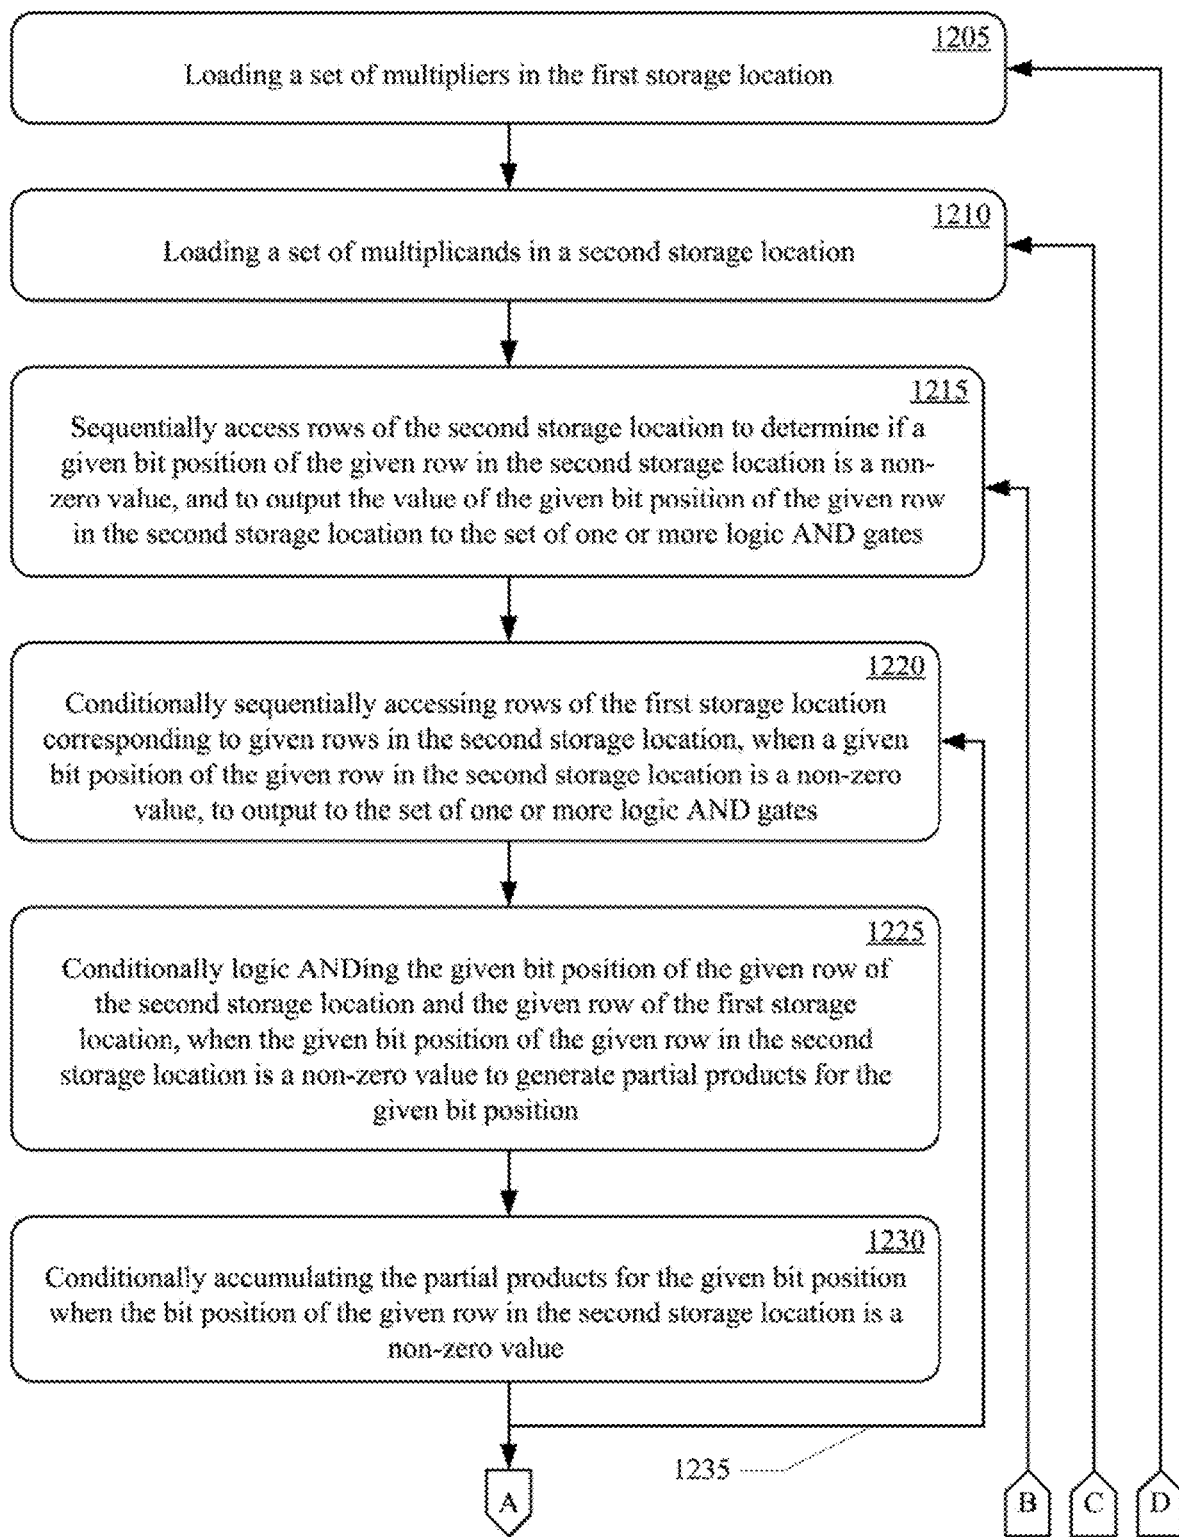 1205
Loading a set of multipliers in the first storage location
1210
Loading a set of multiplicands in a second storage location
1215
Sequentially access rows of the second storage location to determine if a
given bit position of the given row in the second storage location is a non-
zero value, and to output the value of the given bit position of the given row
in the second storage location to the set of one or more logic AND gates
1220
Conditionally sequentially accessing rows of the first storage location
corresponding to given rows in the second storage location, when a given
bit position of the given row in the second storage location is a non-zero
value, to output to the set of one or more logic AND gates
1225
Conditionally logic ANDing the given bit position of the given row of
the second storage location and the given row of the first storage
location, when the given bit position of the given row in the second
storage location is a non-zero value to generate partial products for the
given bit position
1230
Conditionally accumulating the partial products for the given bit position
when the bit position of the given row in the second storage location is a
non-zero value
1235
A
B
C
D